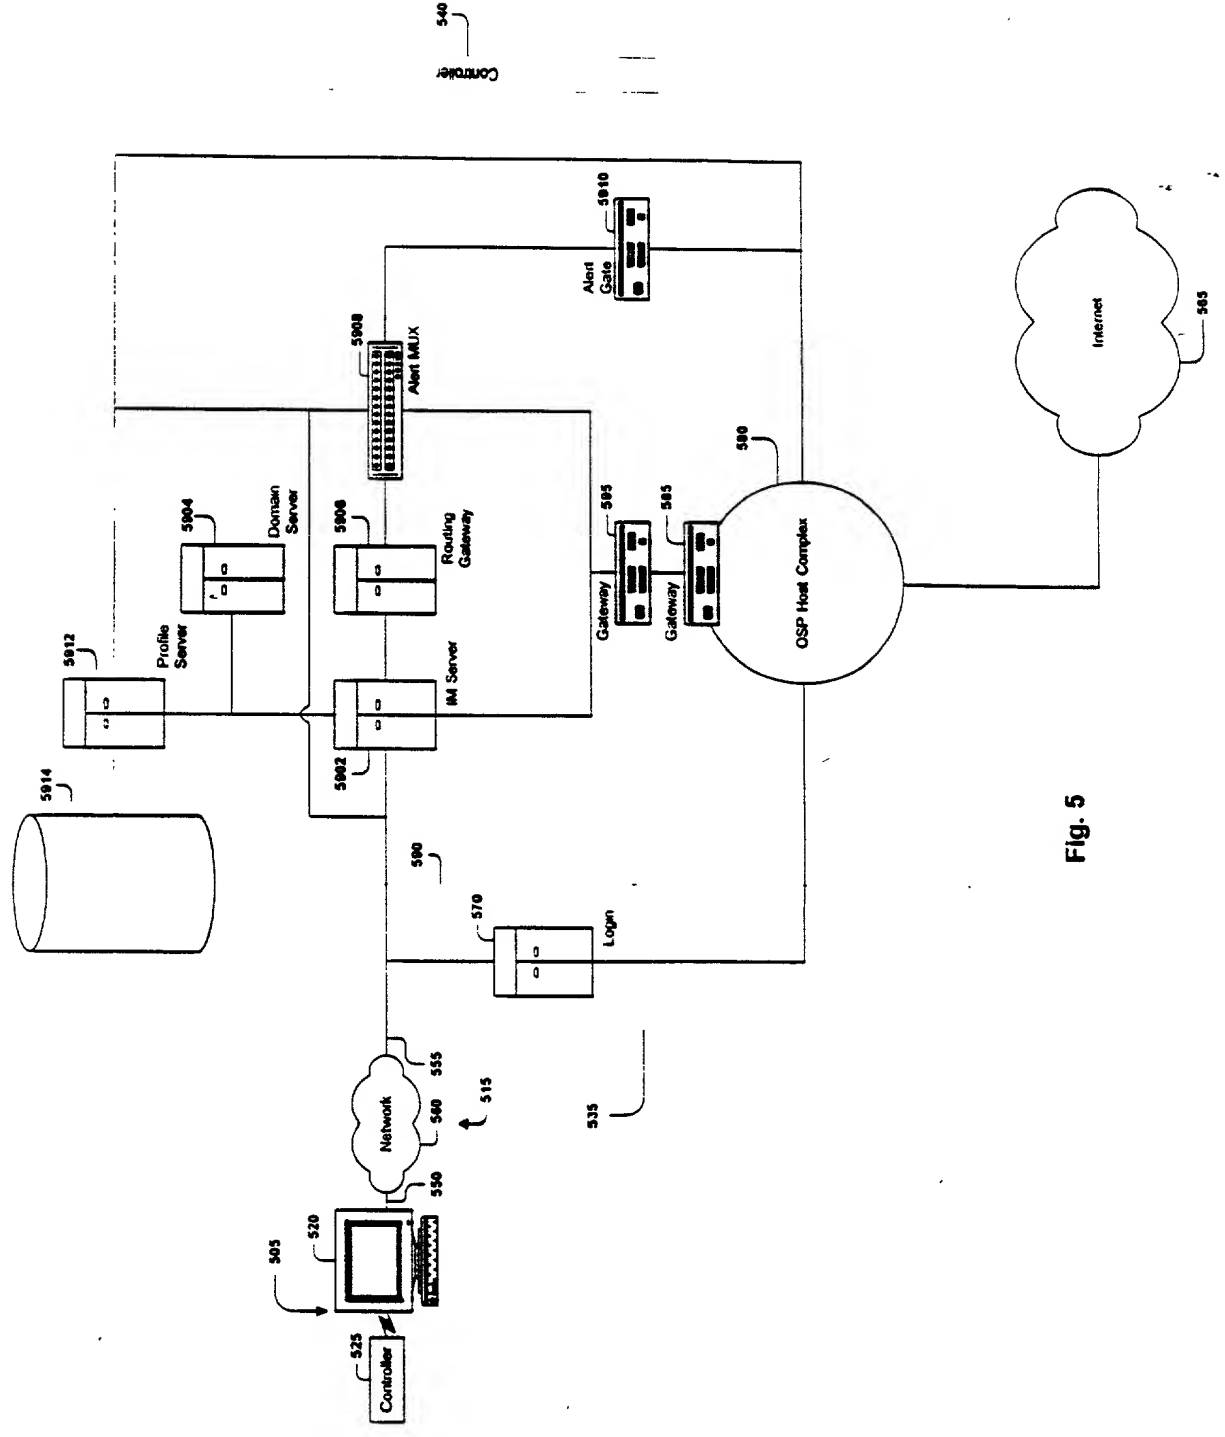 540
Controller
5910
Alert
Gate
5908
Alert MUX
Internet
565
5904
Domain
Server
5906
Routing
Gateway
595
Gateway
585
Gateway
580
OSP Host Complex
5912
Profile
Server
IM Server
5902
5914
590
570
Login
Network
555
560
550
515
535
505
520
525
Controller
Fig. 5